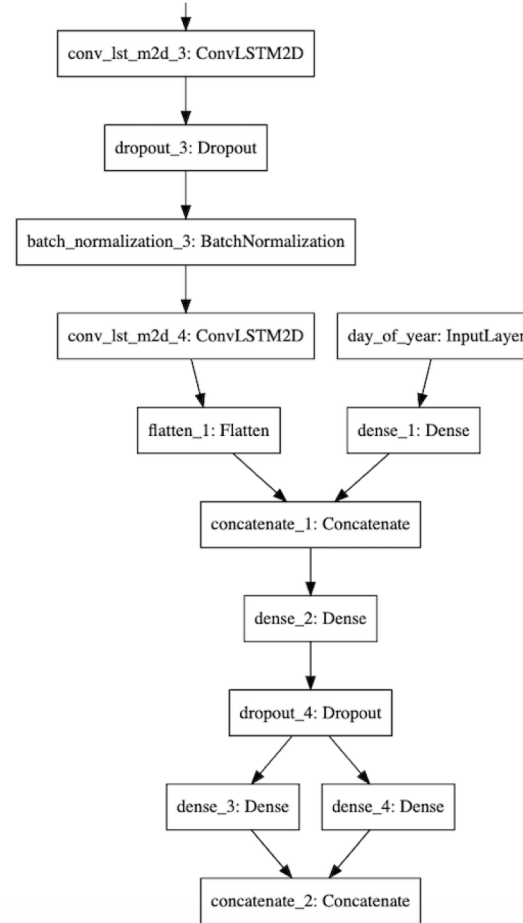 conv_lst_m2d_3: ConvLSTM2D
dropout_3: Dropout
batch_normalization_3: BatchNormalization
conv_lst_m2d_4: ConvLSTM2D
day_of_year: InputLayer
flatten_1: Flatten
dense_1: Dense
concatenate_1: Concatenate
dense_2: Dense
dropout_4: Dropout
dense_3: Dense
dense_4: Dense
concatenate_2: Concatenate